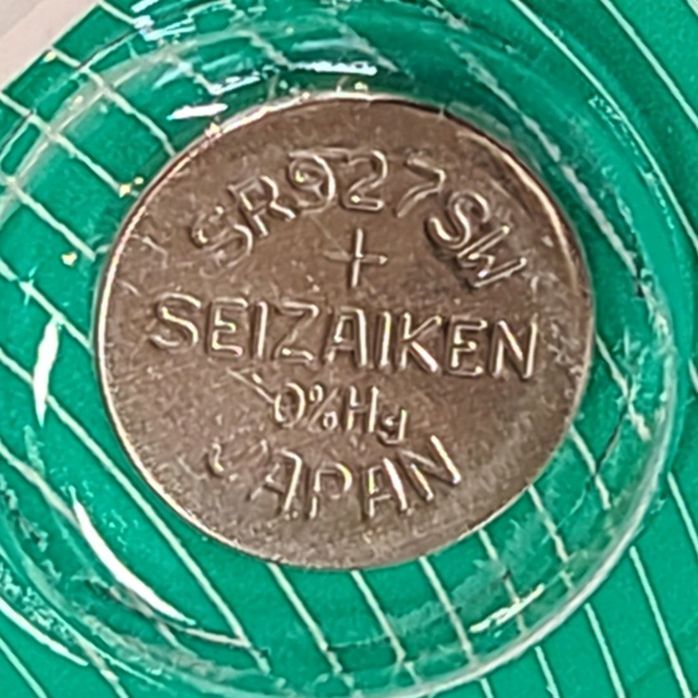 SR927SW
+
SEIZAIKEN
0%Hg
JAPAN